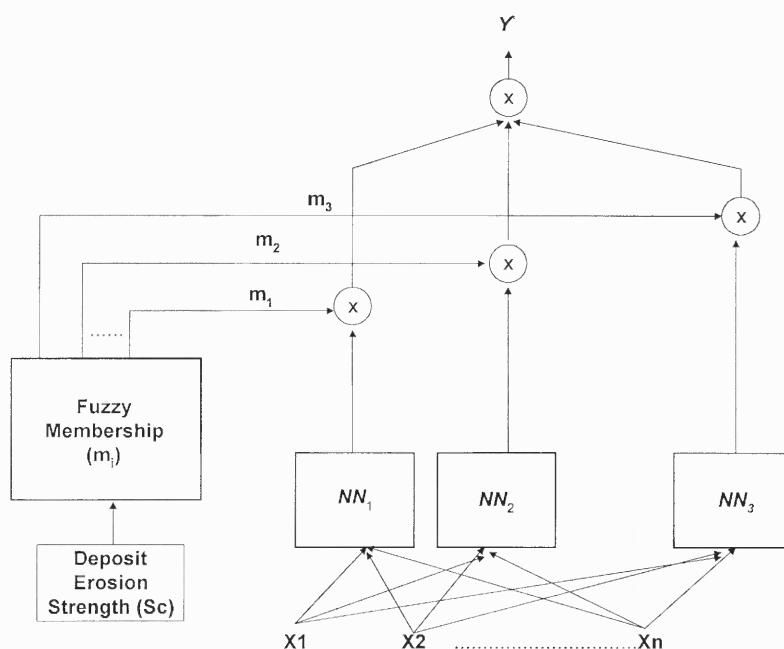 Y
x
m3
x
m2
x
m1
x
......
Fuzzy
Membership
(mi)
NN1
NN2
NN3
Deposit
Erosion
Strength (Sc)
X1 X2 ................................Xn